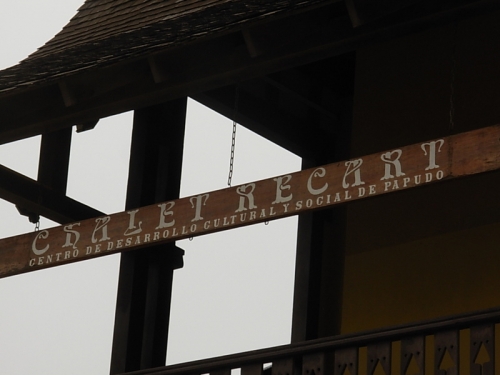 CHALET RECART
CENTRO DE DESARROLLO CULTURAL Y SOCIAL DE PAPUDO